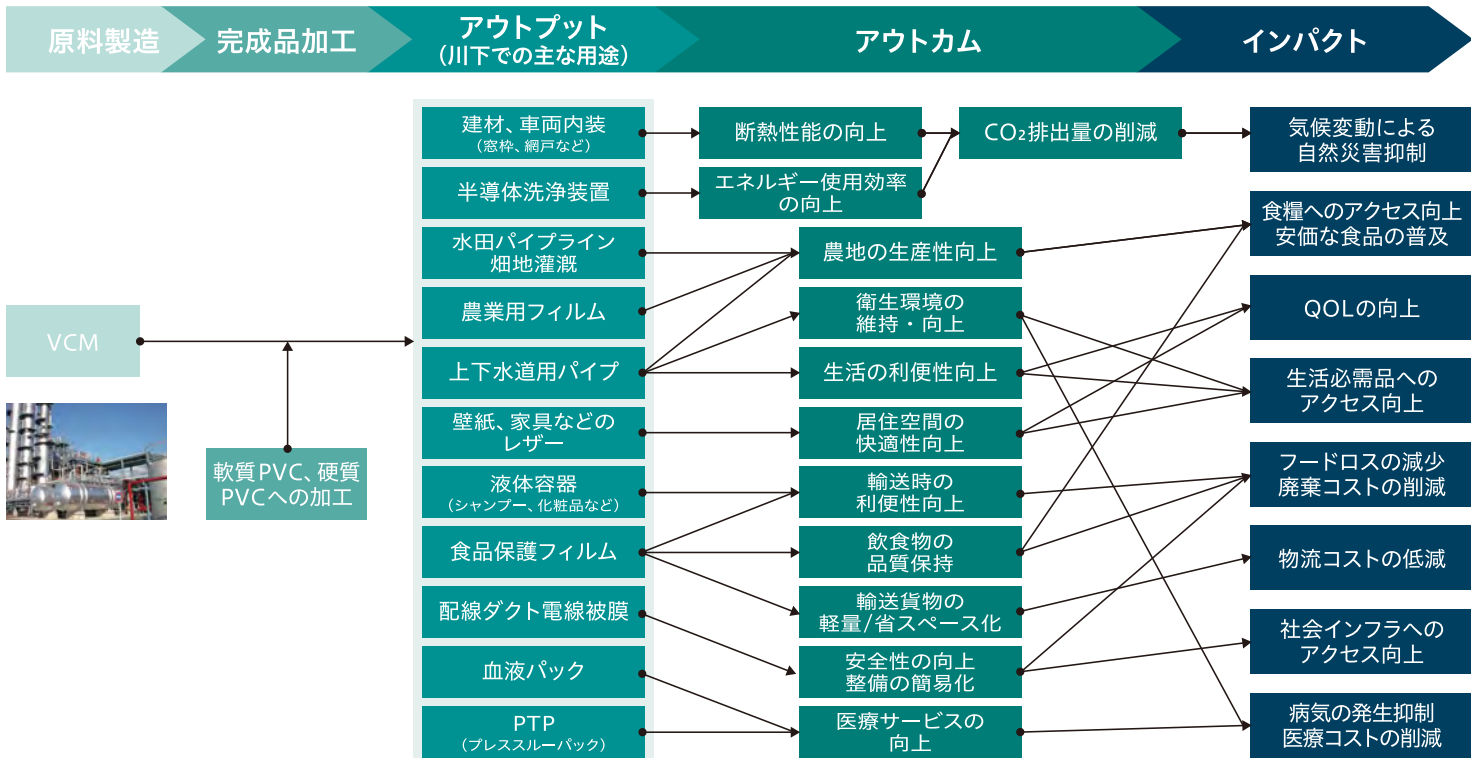 原料製造
完成品加工
アウトプット
（川下での主な用途）
アウトカム
インパクト
VCM
軟質PVC、硬質
PVCへの加工
建材、車両内装
（窓枠、網戸など）
半導体洗浄装置
水田パイプライン
畑地灌漑
農業用フィルム
上下水道用パイプ
壁紙、家具などの
レザー
液体容器
（シャンプー、化粧品など）
食品保護フィルム
配線ダクト電線被膜
血液パック
PTP
（プレススルーパック）
断熱性能の向上
エネルギー使用効率
の向上
CO₂排出量の削減
農地の生産性向上
衛生環境の
維持・向上
生活の利便性向上
居住空間の
快適性向上
輸送時の
利便性向上
飲食物の
品質保持
輸送貨物の
軽量/省スペース化
安全性の向上
整備の簡易化
医療サービスの
向上
気候変動による
自然災害抑制
食糧へのアクセス向上
安価な食品の普及
QOLの向上
生活必需品への
アクセス向上
フードロスの減少
廃棄コストの削減
物流コストの低減
社会インフラへの
アクセス向上
病気の発生抑制
医療コストの削減